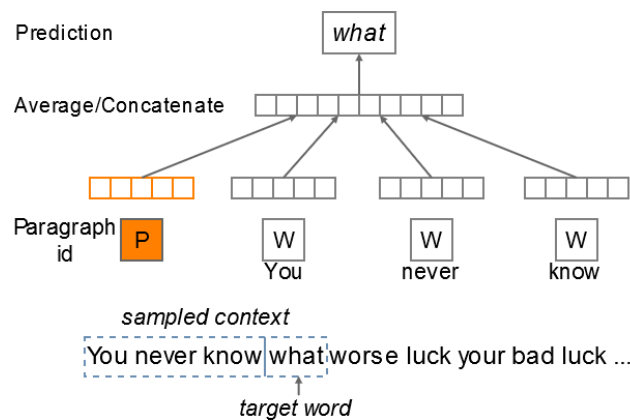 Prediction
what
Average/Concatenate
Paragraph id
P W W W
You never know
sampled context
You never know what worse luck your bad luck ...
target word